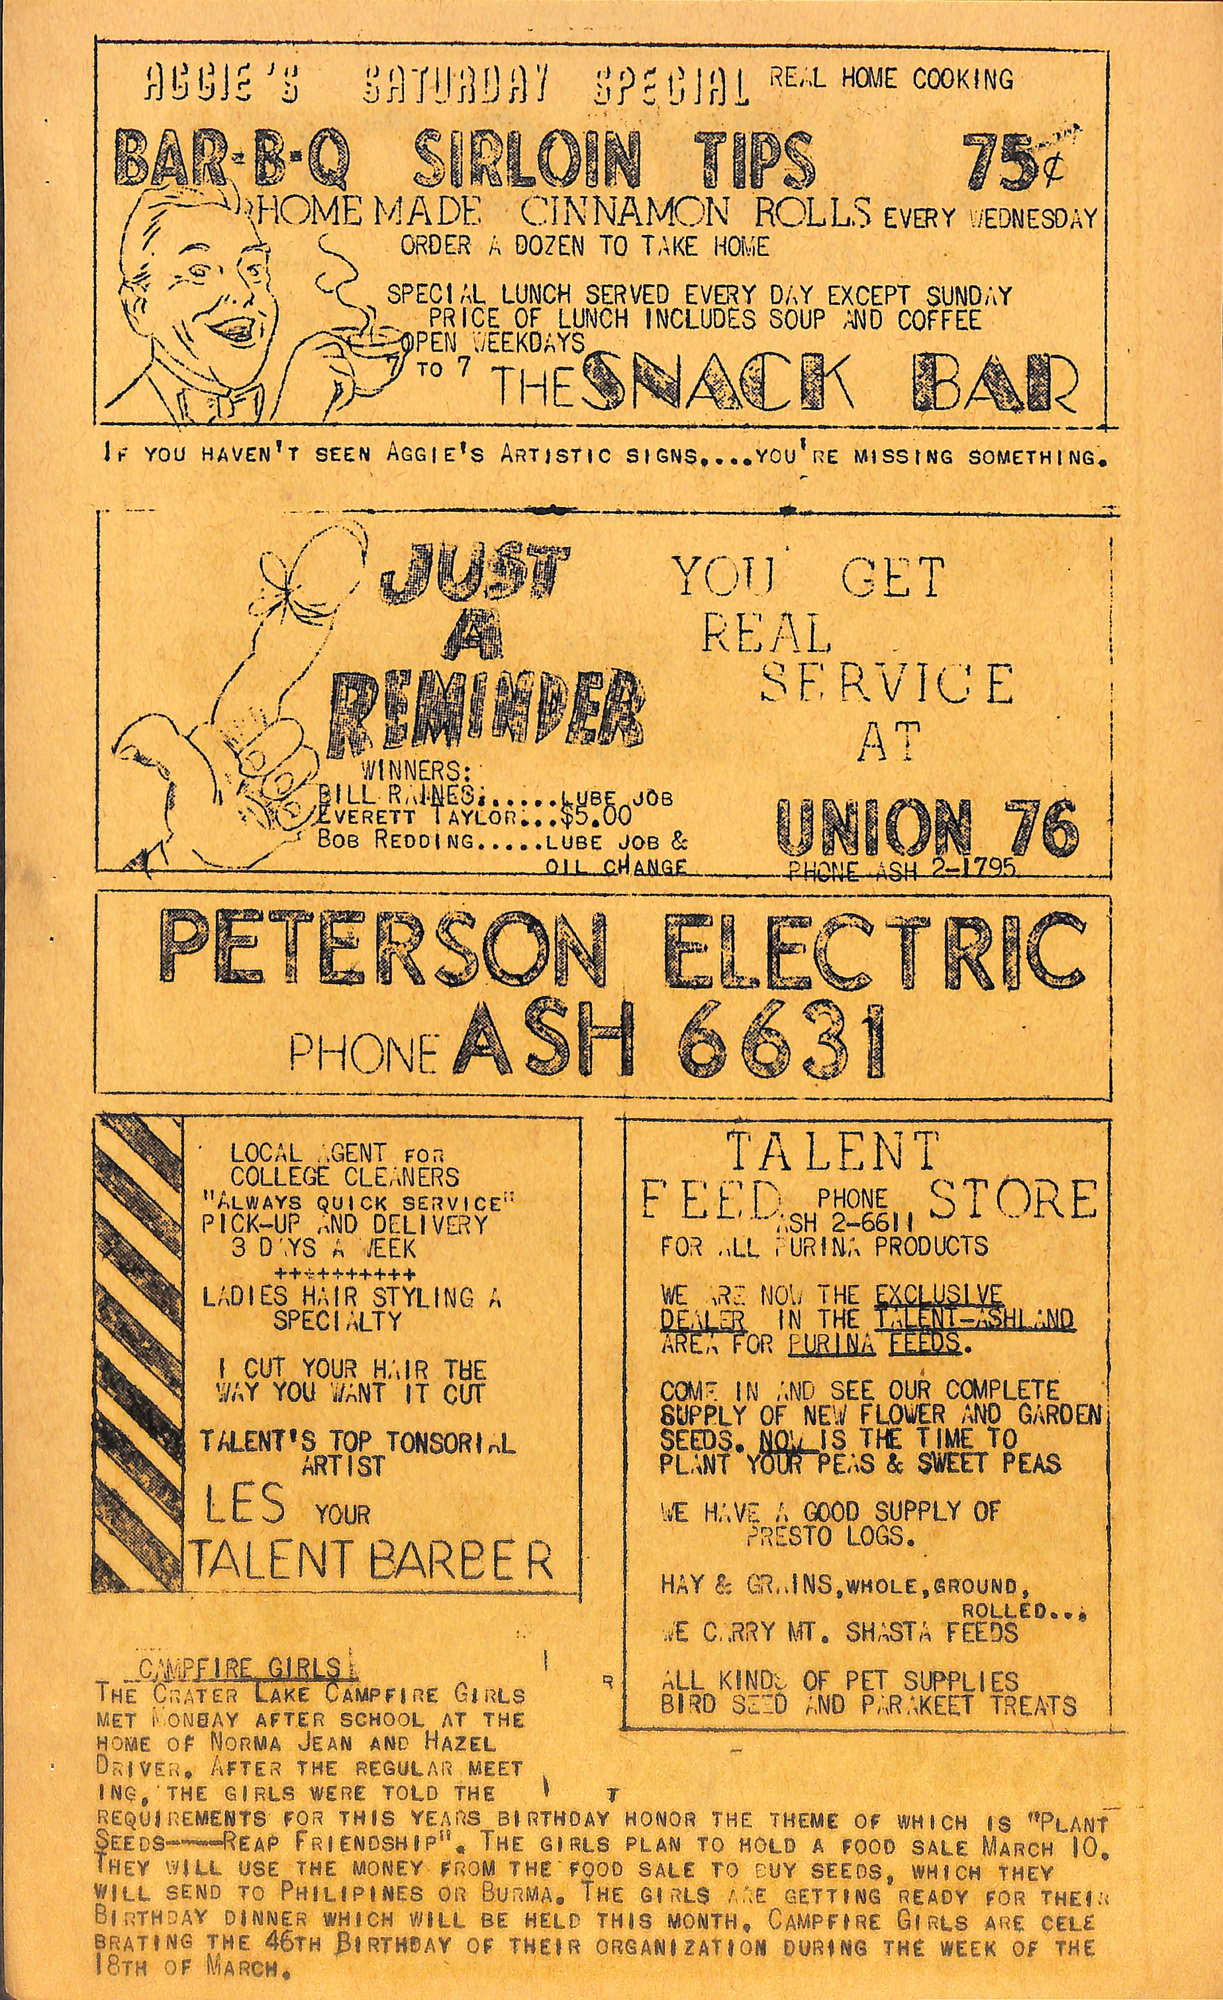 AGGIE'S SATURDAY SPECIAL REAL HOME COOKING
BAR-B-Q SIRLOIN TIPS 75¢
HOME MADE CINNAMON ROLLS EVERY WEDNESDAY
ORDER A DOZEN TO TAKE HOME
SPECIAL LUNCH SERVED EVERY DAY EXCEPT SUNDAY
PRICE OF LUNCH INCLUDES SOUP AND COFFEE
OPEN WEEKDAYS
7 TO 7 THE SNACK BAR
IF YOU HAVEN'T SEEN AGGIE'S ARTISTIC SIGNS....YOU'RE MISSING SOMETHING.
JUST
A
REMINDER
WINNERS:
BILL RAINES:......LUBE JOB
EVERETT TAYLOR:..$5.00
BOB REDDING.....LUBE JOB &
OIL CHANGE
YOU GET
REAL
SERVICE
AT
UNION 76
PHONE ASH 2-1795
PETERSON ELECTRIC
PHONE ASH 6631
LOCAL AGENT FOR
COLLEGE CLEANERS
"ALWAYS QUICK SERVICE"
PICK-UP AND DELIVERY
3 DAYS A WEEK
++++++++++
LADIES HAIR STYLING A
SPECIALTY
I CUT YOUR HAIR THE
WAY YOU WANT IT CUT
TALENT'S TOP TONSORIAL
ARTIST
LES YOUR
TALENT BARBER
TALENT
FEED PHONE STORE
ASH 2-6611
FOR ALL PURINA PRODUCTS
WE ARE NOW THE EXCLUSIVE
DEALER IN THE TALENT-ASHLAND
AREA FOR PURINA FEEDS.
COME IN AND SEE OUR COMPLETE
SUPPLY OF NEW FLOWER AND GARDEN
SEEDS. NOW IS THE TIME TO
PLANT YOUR PEAS & SWEET PEAS
WE HAVE A GOOD SUPPLY OF
PRESTO LOGS.
HAY & GRAINS,WHOLE,GROUND,
ROLLED...
WE CARRY MT. SHASTA FEEDS
ALL KINDS OF PET SUPPLIES
BIRD SEED AND PARAKEET TREATS
CAMPFIRE GIRLS
THE CRATER LAKE CAMPFIRE GIRLS
MET MONDAY AFTER SCHOOL AT THE
HOME OF NORMA JEAN AND HAZEL
DRIVER. AFTER THE REGULAR MEET
ING, THE GIRLS WERE TOLD THE
REQUIREMENTS FOR THIS YEARS BIRTHDAY HONOR THE THEME OF WHICH IS "PLANT
SEEDS----REAP FRIENDSHIP". THE GIRLS PLAN TO HOLD A FOOD SALE MARCH 10.
THEY WILL USE THE MONEY FROM THE FOOD SALE TO BUY SEEDS, WHICH THEY
WILL SEND TO PHILIPINES OR BURMA. THE GIRLS ARE GETTING READY FOR THEIR
BIRTHDAY DINNER WHICH WILL BE HELD THIS MONTH. CAMPFIRE GIRLS ARE CELE
BRATING THE 46TH BIRTHDAY OF THEIR ORGANIZATION DURING THE WEEK OF THE
18TH OF MARCH.